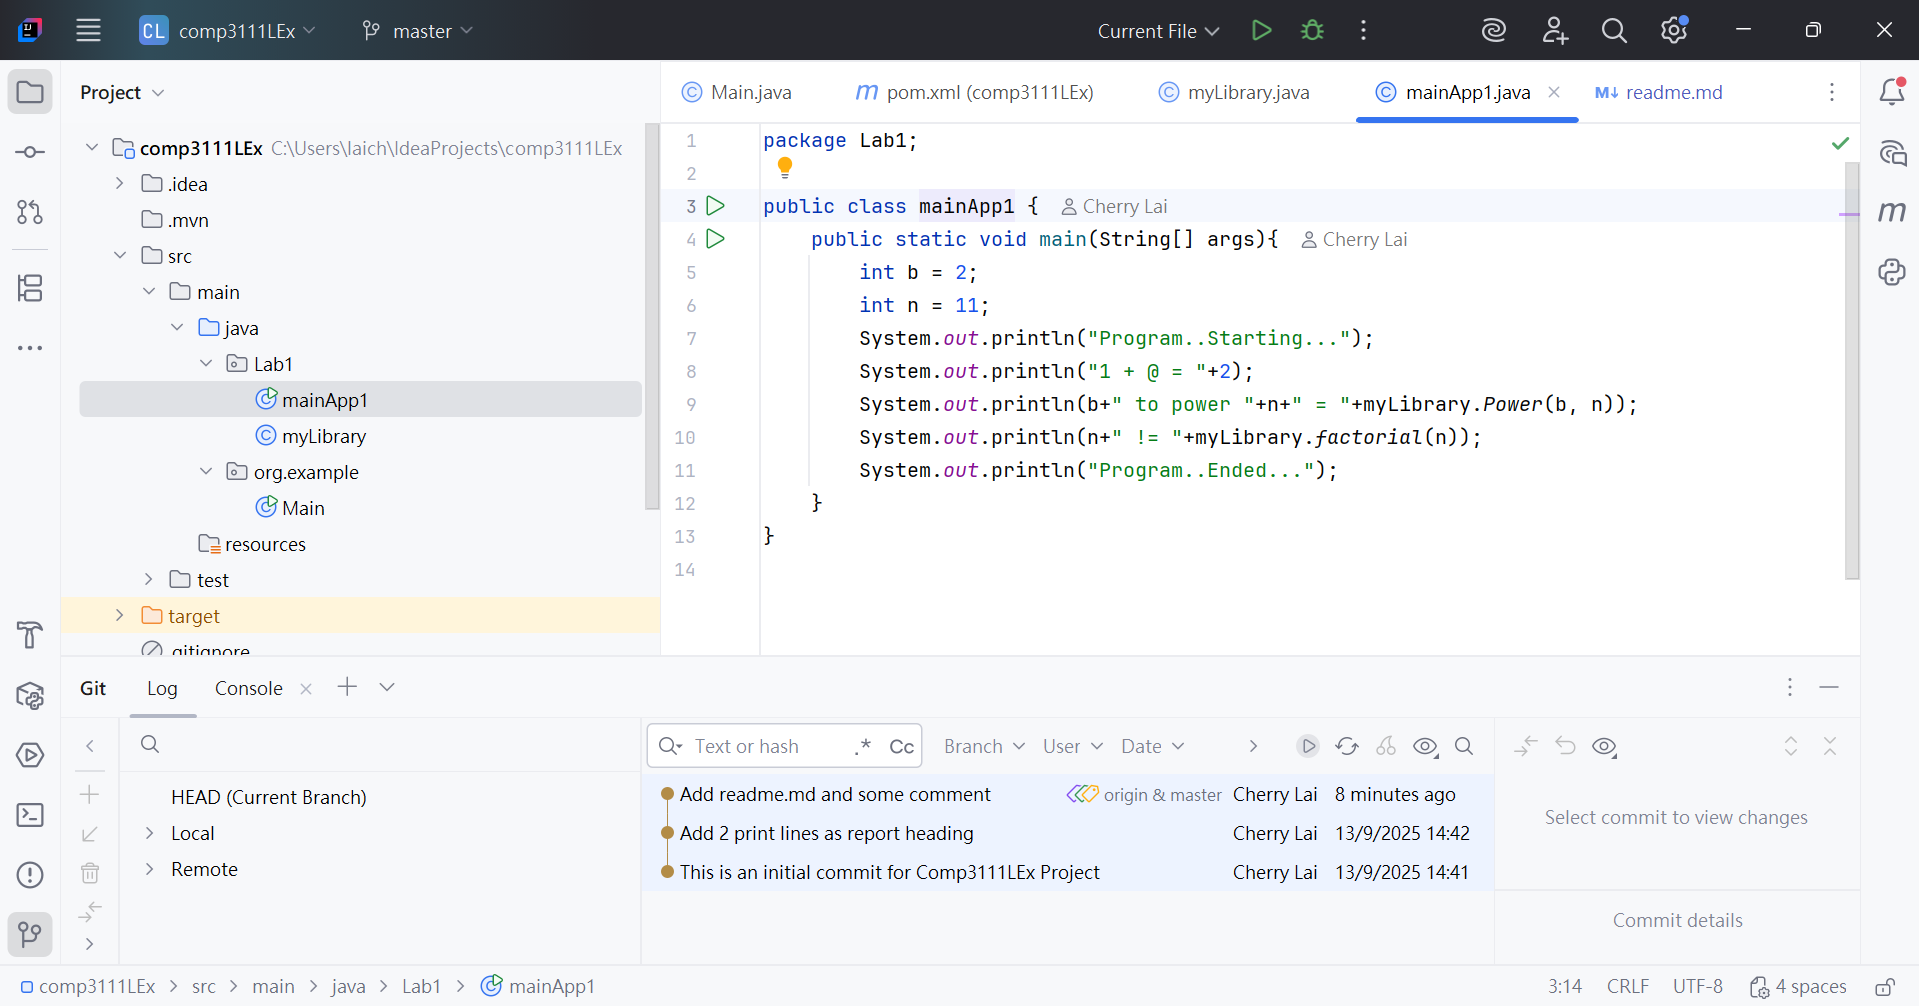 CL comp3111LEx master Current File
Project
Main.java m pom.xml (comp3111LEx) myLibrary.java mainApp1.java M↓ readme.md
comp3111LEx C:\Users\laich\IdeaProjects\comp3111LEx
.idea
.mvn
src
main
java
Lab1
mainApp1
myLibrary
org.example
Main
resources
test
target
.gitignore
1 package Lab1;
2
3 public class mainApp1 { Cherry Lai
4 public static void main(String[] args){ Cherry Lai
5 int b = 2;
6 int n = 11;
7 System.out.println("Program..Starting...");
8 System.out.println("1 + @ = "+2);
9 System.out.println(b+" to power "+n+" = "+myLibrary.Power(b, n));
10 System.out.println(n+" != "+myLibrary.factorial(n));
11 System.out.println("Program..Ended...");
12 }
13 }
14
Git Log Console
Text or hash .* Cc Branch User Date
HEAD (Current Branch)
Local
Remote
Add readme.md and some comment origin & master Cherry Lai 8 minutes ago
Add 2 print lines as report heading Cherry Lai 13/9/2025 14:42
This is an initial commit for Comp3111LEx Project Cherry Lai 13/9/2025 14:41
Select commit to view changes
Commit details
comp3111LEx > src > main > java > Lab1 > mainApp1 3:14 CRLF UTF-8 4 spaces